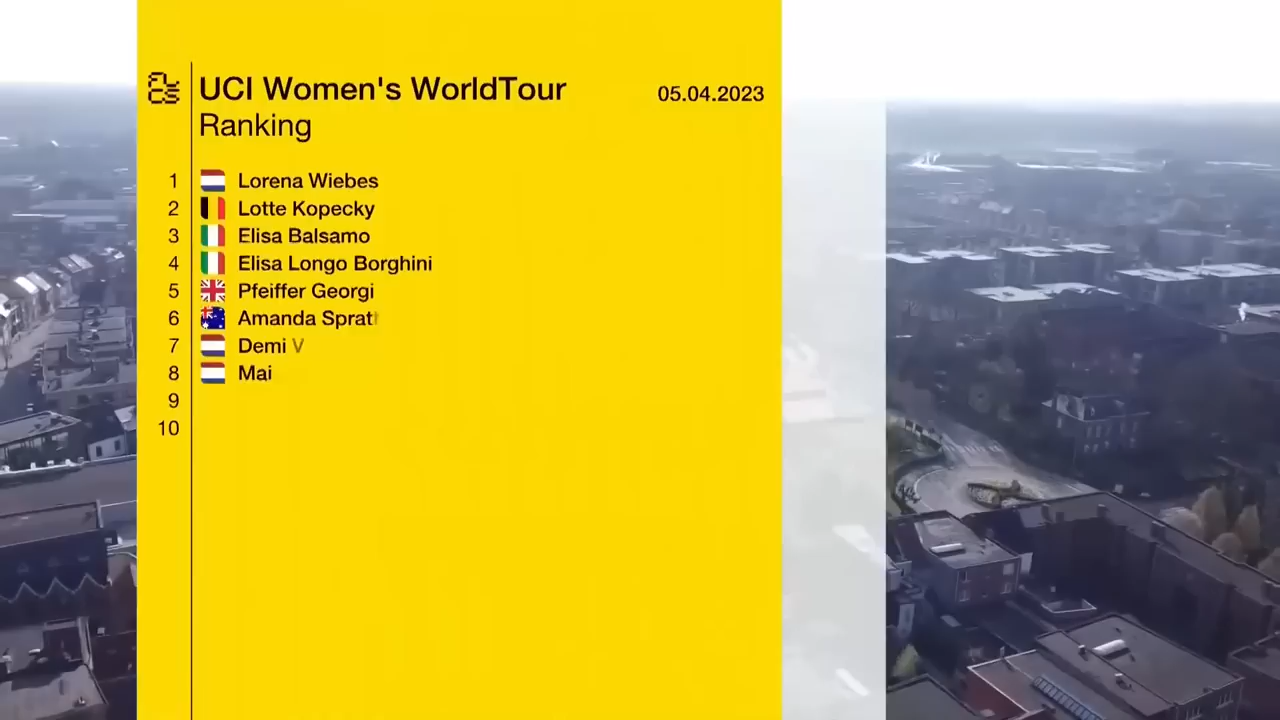 UCI Women's WorldTour
Ranking
05.04.2023
1 Lorena Wiebes
2 Lotte Kopecky
3 Elisa Balsamo
4 Elisa Longo Borghini
5 Pfeiffer Georgi
6 Amanda Spratt
7 Demi V
8 Mai
9
10